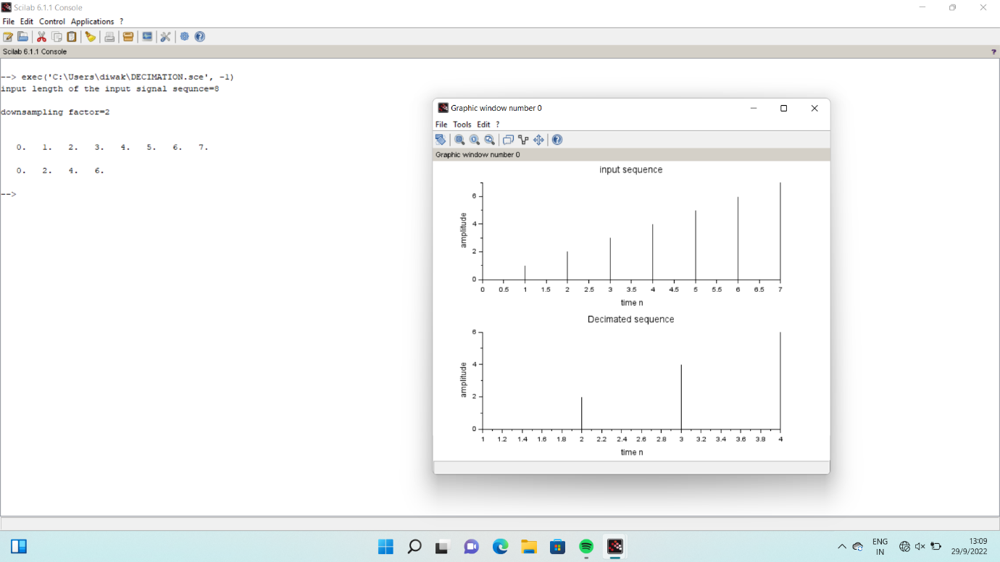 Scilab 6.1.1 Console
File Edit Control Applications ?
Scilab 6.1.1 Console ?
--> exec('C:\Users\diwak\DECIMATION.sce', -1)
input length of the input signal sequnce=8
downsampling factor=2
0. 1. 2. 3. 4. 5. 6. 7.
0. 2. 4. 6.
-->
Graphic window number 0
File Tools Edit ?
Graphic window number 0
input sequence
amplitude
6
4
2
0
0 0.5 1 1.5 2 2.5 3 3.5 4 4.5 5 5.5 6 6.5 7
time n
Decimated sequence
amplitude
6
4
2
0
1 1.2 1.4 1.6 1.8 2 2.2 2.4 2.6 2.8 3 3.2 3.4 3.6 3.8 4
time n
ENG
IN
13:09
29/9/2022